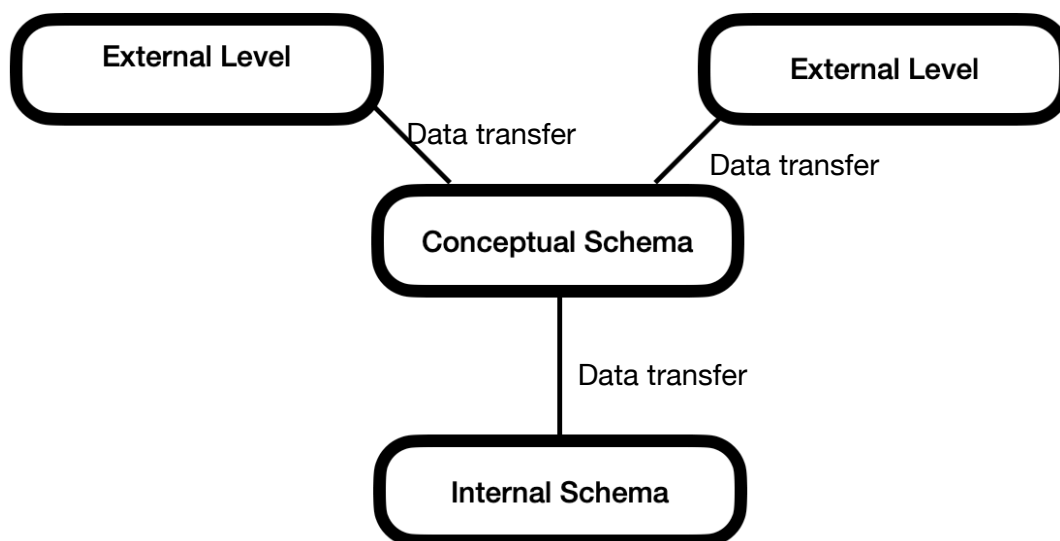 External Level
External Level
Data transfer
Data transfer
Conceptual Schema
Data transfer
Internal Schema